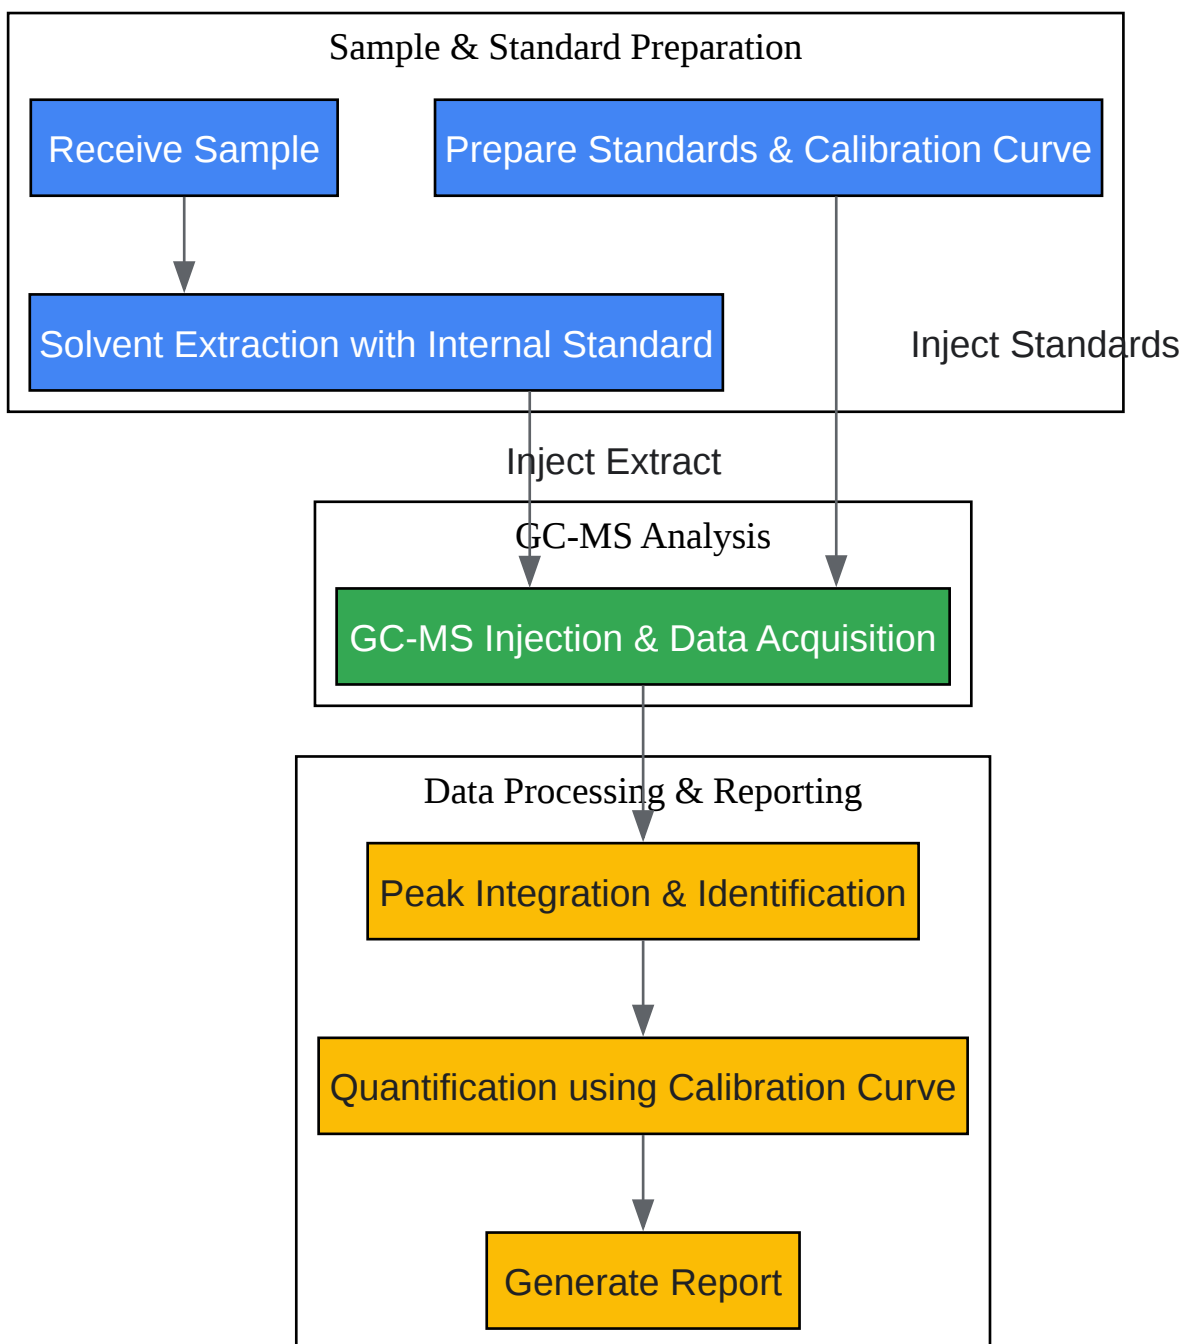 Sample & Standard Preparation
Receive Sample
Prepare Standards & Calibration Curve
Solvent Extraction with Internal Standard
Inject Standards
Inject Extract
GC-MS Analysis
GC-MS Injection & Data Acquisition
Data Processing & Reporting
Peak Integration & Identification
Quantification using Calibration Curve
Generate Report